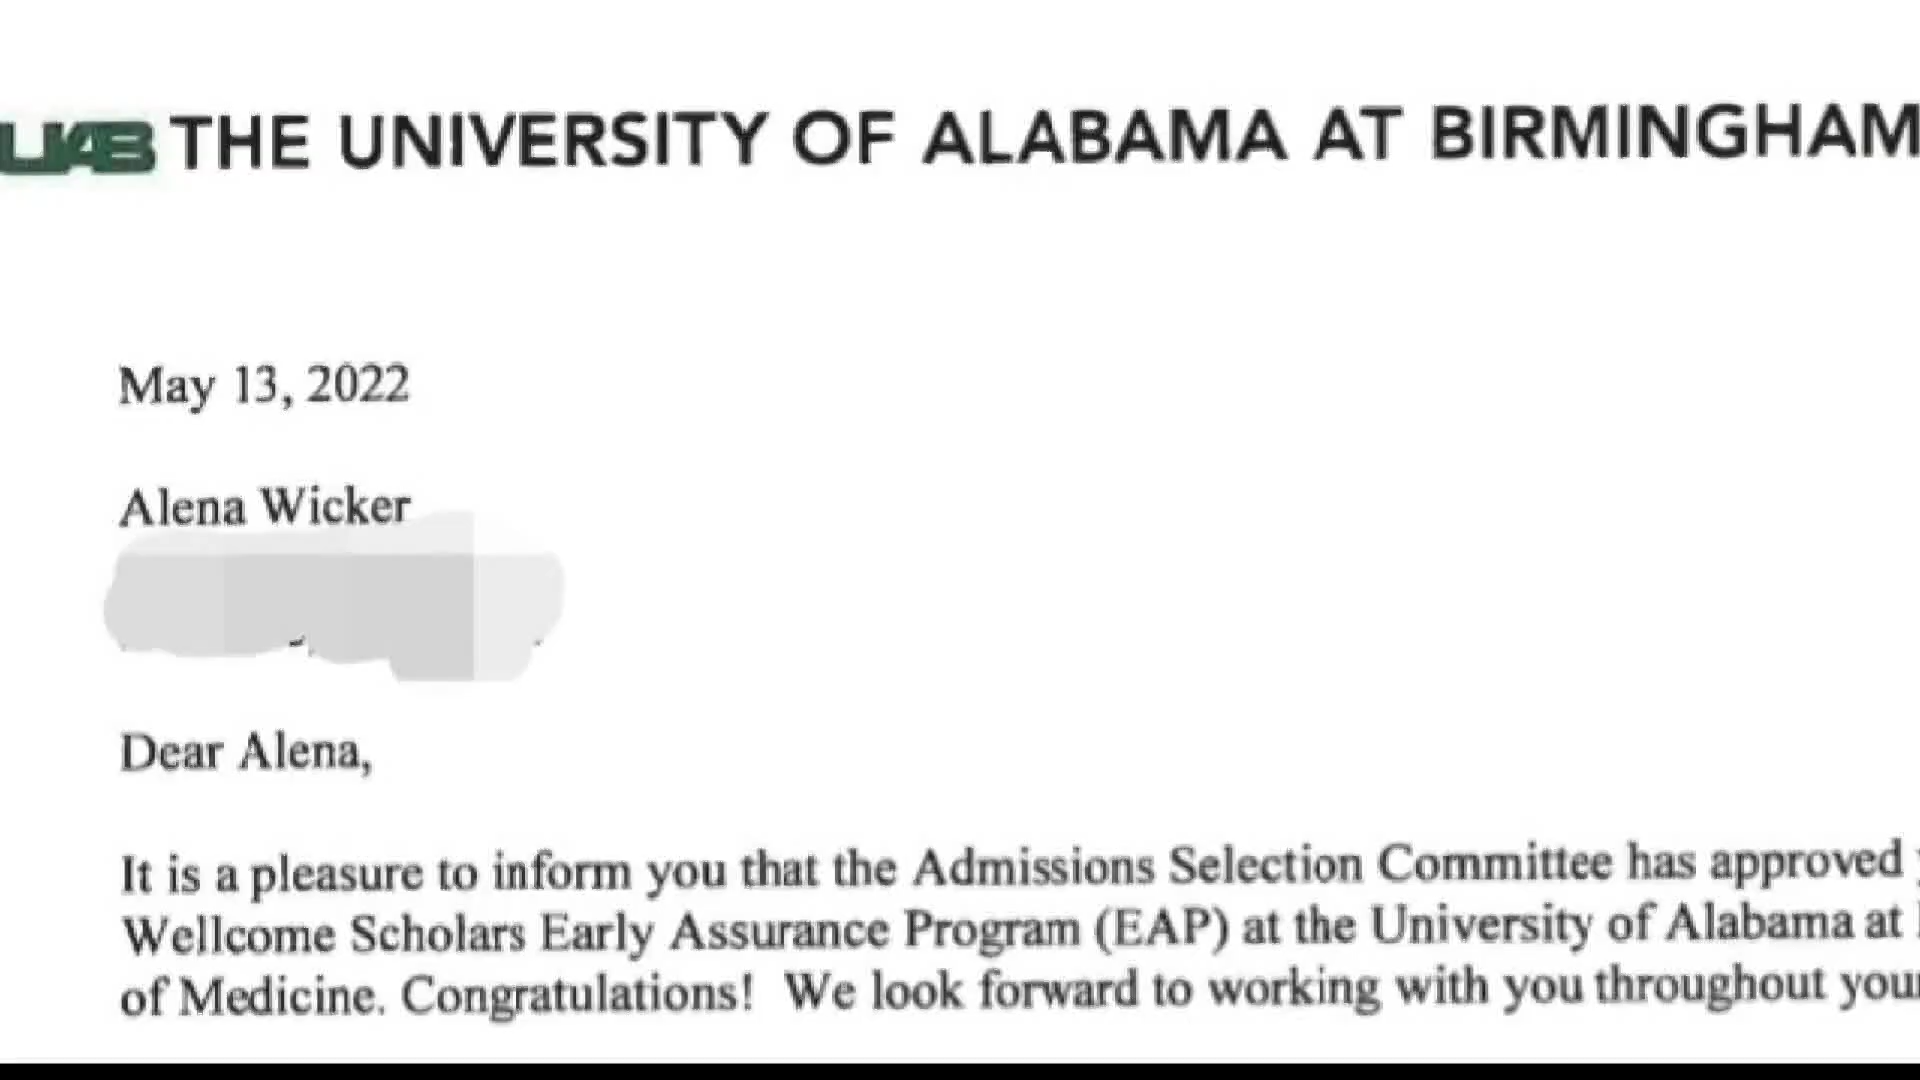 UAB THE UNIVERSITY OF ALABAMA AT BIRMINGHAM
May 13, 2022
Alena Wicker
Dear Alena,
It is a pleasure to inform you that the Admissions Selection Committee has approved
Wellcome Scholars Early Assurance Program (EAP) at the University of Alabama at
of Medicine. Congratulations! We look forward to working with you throughout your